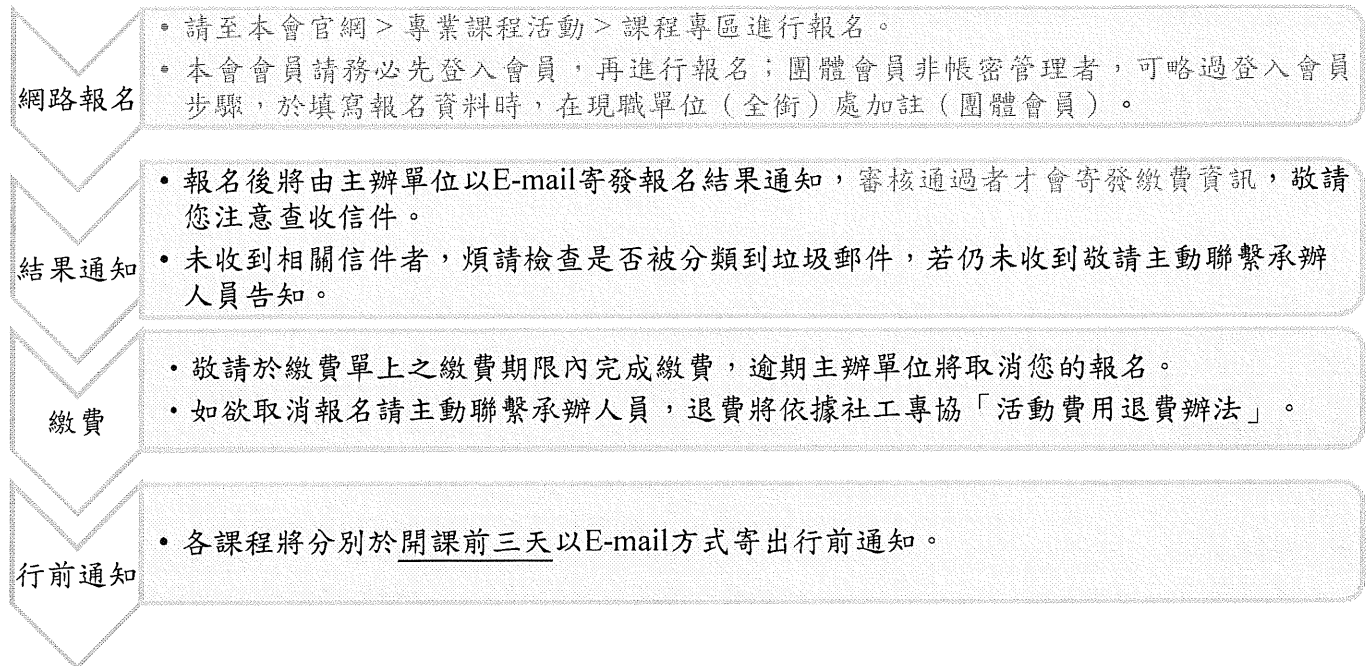 網路報名
• 請至本會官網>專業課程活動>課程專區進行報名。
• 本會會員請務必先登入會員，再進行報名；團體會員非帳密管理者，可略過登入會員
步驟，於填寫報名資料時，在現職單位（全銜）處加註（團體會員）。
結果通知
• 報名後將由主辦單位以E-mail寄發報名結果通知，審核通過者才會寄發繳費資訊，敬請
您注意查收信件。
• 未收到相關信件者，煩請檢查是否被分類到垃圾郵件，若仍未收到敬請主動聯繫承辦
人員告知。
繳費
• 敬請於繳費單上之繳費期限內完成繳費，逾期主辦單位將取消您的報名。
• 如欲取消報名請主動聯繫承辦人員，退費將依據社工專協「活動費用退費辦法」。
行前通知
• 各課程將分別於開課前三天以E-mail方式寄出行前通知。